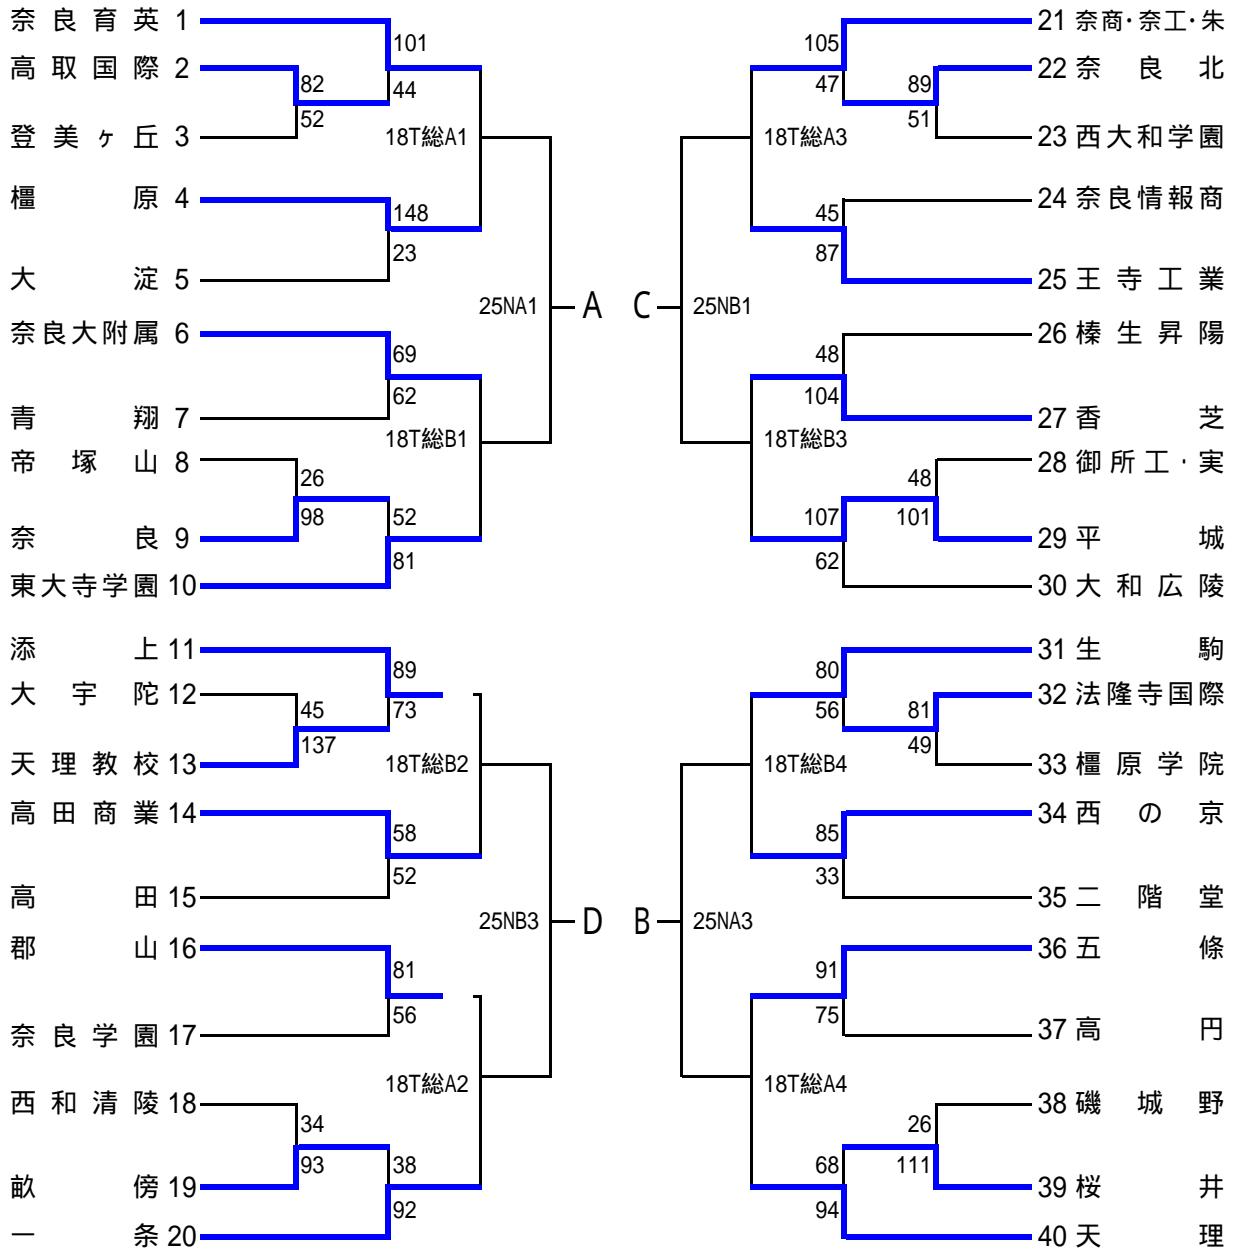 奈良育英 1
101
高取国際 2
82
44
52
登美ヶ丘 3
18T総A1
橿原 4
148
23
大淀 5
25NA1
A
奈良大附属 6
69
62
青翔 7
18T総B1
帝塚山 8
26
98
52
奈良 9
81
東大寺学園 10
添上 11
89
大宇陀 12
45
73
137
天理教校 13
18T総B2
高田商業 14
58
52
高田 15
25NB3
D
郡山 16
81
56
奈良学園 17
18T総A2
西和清陵 18
34
93
38
畝傍 19
92
一条 20
21 奈商・奈工・朱
105
22 奈良北
47
89
51
18T総A3
23 西大和学園
24 奈良情報商
45
87
25 王寺工業
C
25NB1
26 榛生昇陽
48
104
27 香芝
18T総B3
28 御所工・実
48
107
101
29 平城
62
30 大和広陵
31 生駒
80
32 法隆寺国際
56
81
49
18T総B4
33 橿原学院
34 西の京
85
33
35 二階堂
B
25NA3
36 五條
91
75
37 高円
18T総A4
38 磯城野
26
68
111
39 桜井
94
40 天理